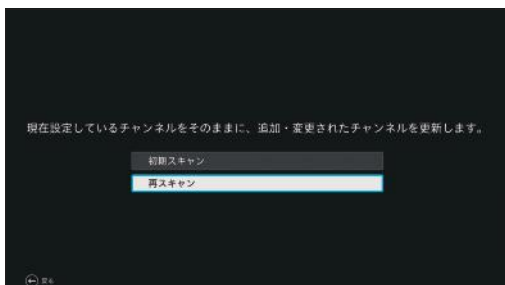 現在設定しているチャンネルをそのままに、追加・変更されたチャンネルを更新します。
初期スキャン
再スキャン
戻る